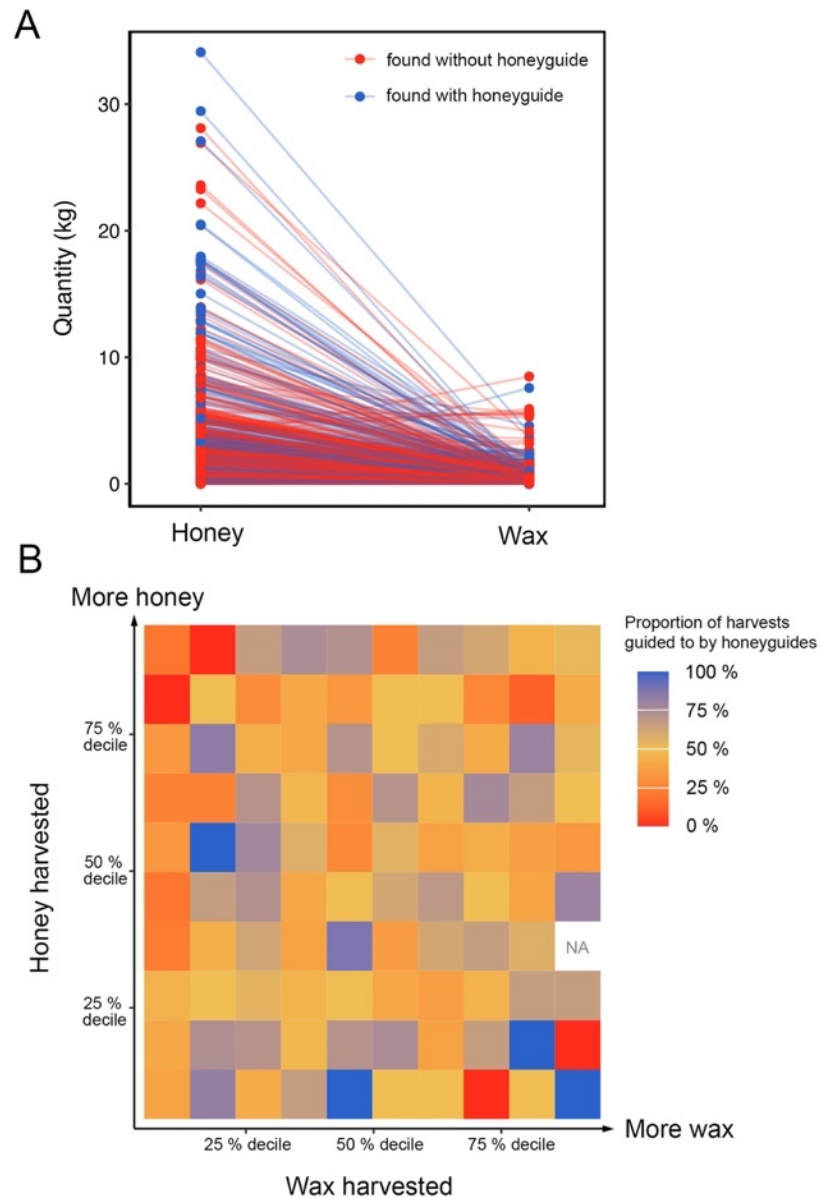 A
found without honeyguide
found with honeyguide
30
20
10
0
Quantity (kg)
Honey
Wax
B
More honey
Proportion of harvests
guided to by honeyguides
100 %
75 %
50 %
25 %
0 %
75 %
decile
50 %
decile
25 %
decile
Honey harvested
NA
More wax
25 % decile
50 % decile
75 % decile
Wax harvested